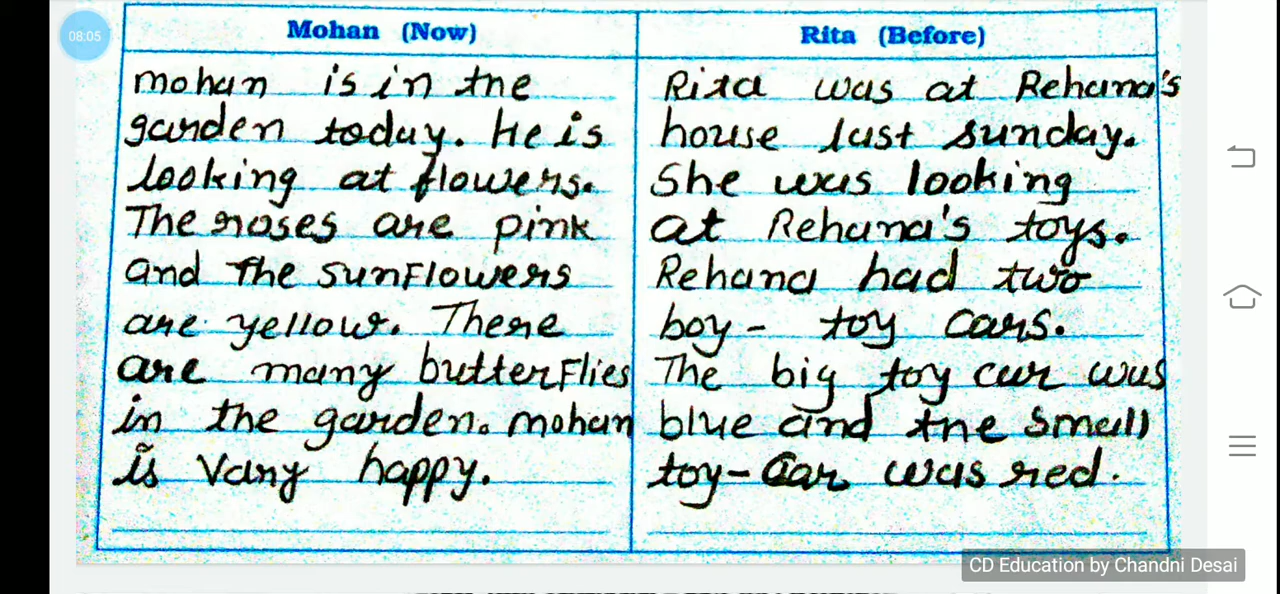 08:05
Mohan (Now)
mohan is in the
garden today. He is
looking at flowers.
The roses are pink
and The sunflowers
are yellow. There
are many butterflies
in the garden. mohan
is vary happy.
Rita (Before)
Rita was at Rehana's
house last sunday.
She was looking
at Rehana's toys.
Rehana had two
boy- toy cars.
The big toy car was
blue and the small
toy-car was red.
CD Education by Chandni Desai